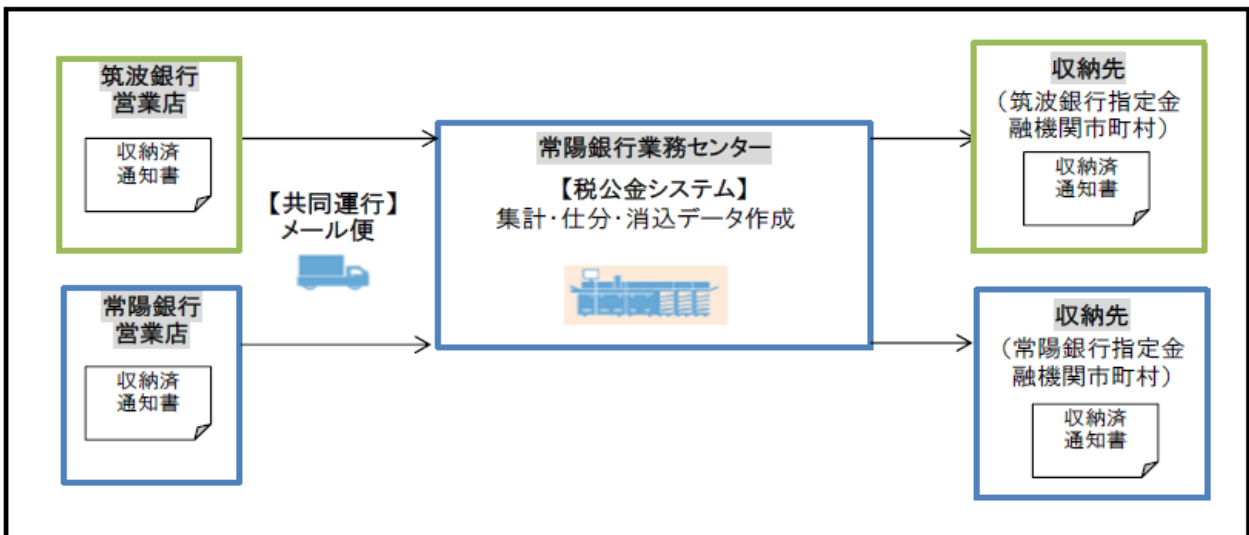 筑波銀行
営業店
収納済
通知書
【共同運行】
メール便
常陽銀行
営業店
収納済
通知書
常陽銀行業務センター
【税公金システム】
集計・仕分・消込データ作成
収納先
（筑波銀行指定金
融機関市町村）
収納済
通知書
収納先
（常陽銀行指定金
融機関市町村）
収納済
通知書